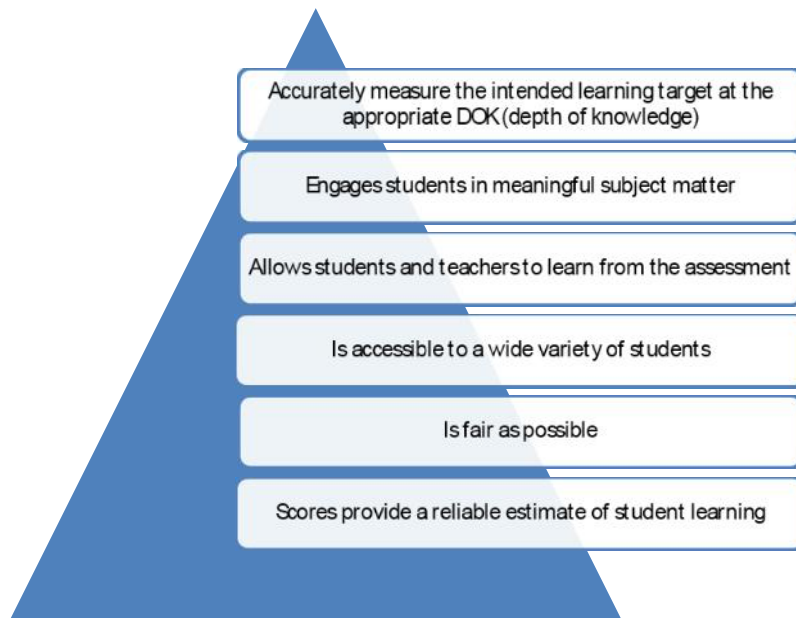 Accurately measure the intended learning target at the
appropriate DOK (depth of knowledge)
Engages students in meaningful subject matter
Allows students and teachers to learn from the assessment
Is accessible to a wide variety of students
Is fair as possible
Scores provide a reliable estimate of student learning